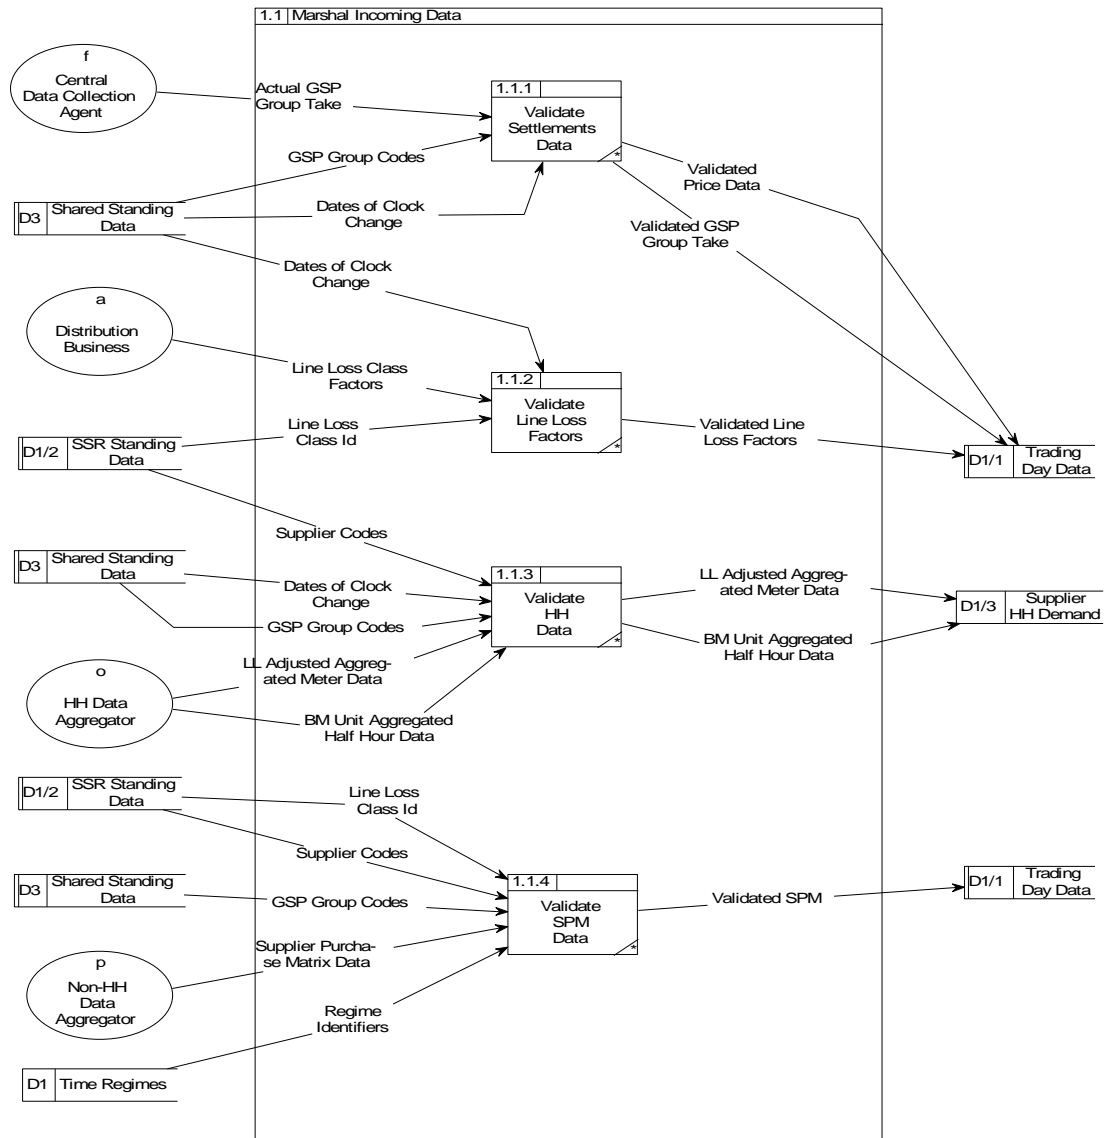 1.1 Marshal Incoming Data
f
Central
Data Collection
Agent
Actual GSP
Group Take
1.1.1
Validate
Settlements
Data
*
GSP Group Codes
Validated
Price Data
D3 Shared Standing
Data
Dates of Clock
Change
Validated GSP
Group Take
Dates of Clock
Change
a
Distribution
Business
Line Loss Class
Factors
1.1.2
Validate
Line Loss
Factors
*
Line Loss
Class Id
Validated Line
Loss Factors
D1/2 SSR Standing
Data
D1/1 Trading
Day Data
Supplier Codes
D3 Shared Standing
Data
Dates of Clock
Change
1.1.3
Validate
HH
Data
*
LL Adjusted Aggreg-
ated Meter Data
D1/3 Supplier
HH Demand
GSP Group Codes
BM Unit Aggregated
Half Hour Data
LL Adjusted Aggreg-
ated Meter Data
o
HH Data
Aggregator
BM Unit Aggregated
Half Hour Data
D1/2 SSR Standing
Data
Line Loss
Class Id
Supplier Codes
D3 Shared Standing
Data
GSP Group Codes
1.1.4
Validate
SPM
Data
*
Validated SPM
D1/1 Trading
Day Data
Supplier Purcha-
se Matrix Data
p
Non-HH
Data
Aggregator
Regime
Identifiers
D1 Time Regimes